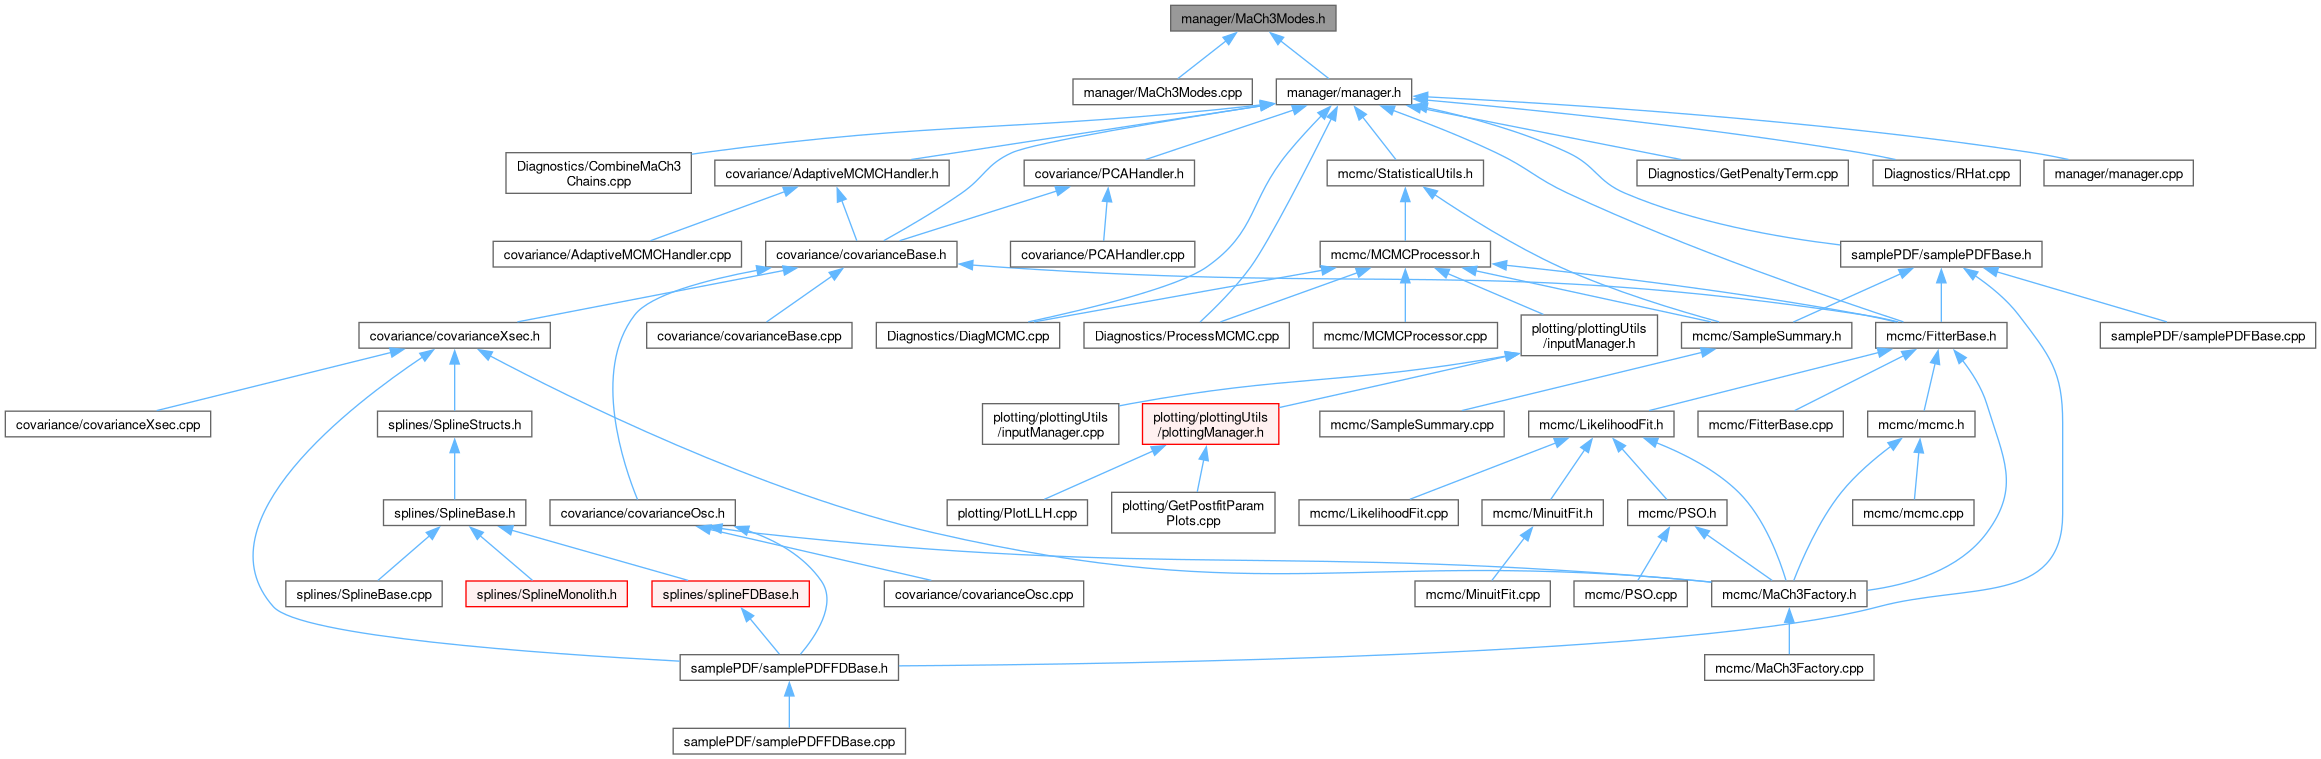 manager/MaCh3Modes.h
manager/MaCh3Modes.cpp
manager/manager.h
Diagnostics/CombineMaCh3
Chains.cpp
covariance/AdaptiveMCMCHandler.h
covariance/PCAHandler.h
mcmc/StatisticalUtils.h
Diagnostics/GetPenaltyTerm.cpp
Diagnostics/RHat.cpp
manager/manager.cpp
covariance/AdaptiveMCMCHandler.cpp
covariance/covarianceBase.h
covariance/PCAHandler.cpp
mcmc/MCMCProcessor.h
samplePDF/samplePDFBase.h
covariance/covarianceXsec.h
covariance/covarianceBase.cpp
Diagnostics/DiagMCMC.cpp
Diagnostics/ProcessMCMC.cpp
mcmc/MCMCProcessor.cpp
plotting/plottingUtils
/inputManager.h
mcmc/SampleSummary.h
mcmc/FitterBase.h
samplePDF/samplePDFBase.cpp
covariance/covarianceXsec.cpp
splines/SplineStructs.h
plotting/plottingUtils
/inputManager.cpp
plotting/plottingUtils
/plottingManager.h
mcmc/SampleSummary.cpp
mcmc/LikelihoodFit.h
mcmc/FitterBase.cpp
mcmc/mcmc.h
splines/SplineBase.h
covariance/covarianceOsc.h
plotting/PlotLLH.cpp
plotting/GetPostfitParam
Plots.cpp
mcmc/LikelihoodFit.cpp
mcmc/MinuitFit.h
mcmc/PSO.h
mcmc/mcmc.cpp
splines/SplineBase.cpp
splines/SplineMonolith.h
splines/splineFDBase.h
covariance/covarianceOsc.cpp
mcmc/MinuitFit.cpp
mcmc/PSO.cpp
mcmc/MaCh3Factory.h
samplePDF/samplePDFFDBase.h
mcmc/MaCh3Factory.cpp
samplePDF/samplePDFFDBase.cpp